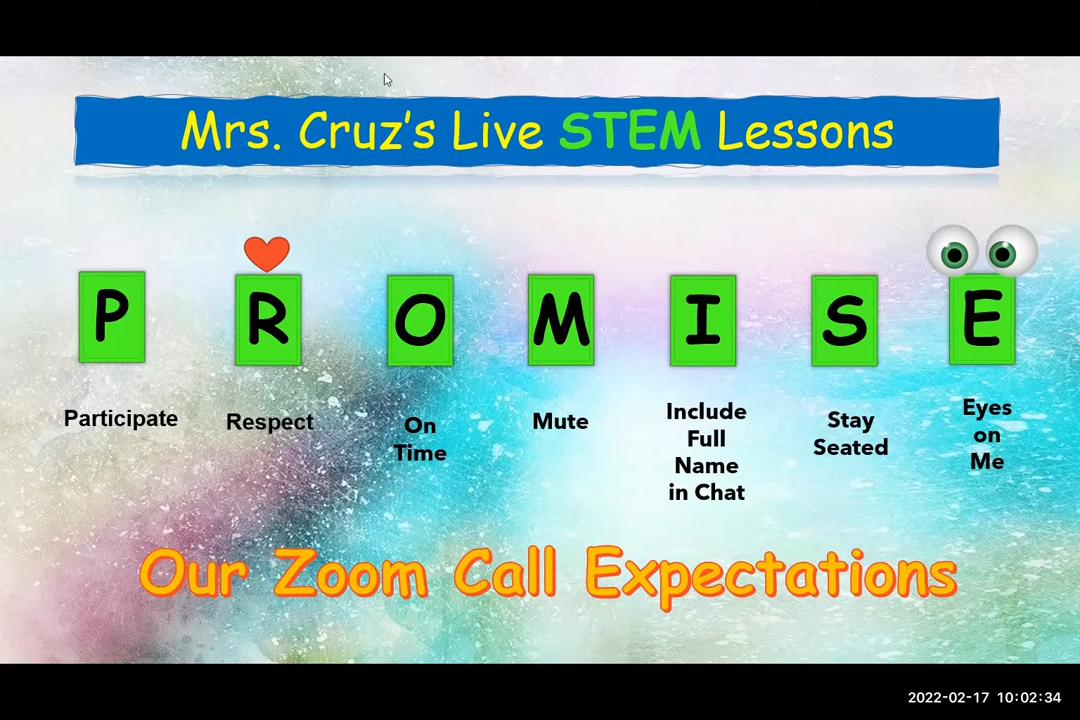 Mrs. Cruz's Live STEM Lessons
P R O M I S E
Participate
Respect
On
Time
Mute
Include
Full
Name
in Chat
Stay
Seated
Eyes
on
Me
Our Zoom Call Expectations
2022-02-17 10:02:34